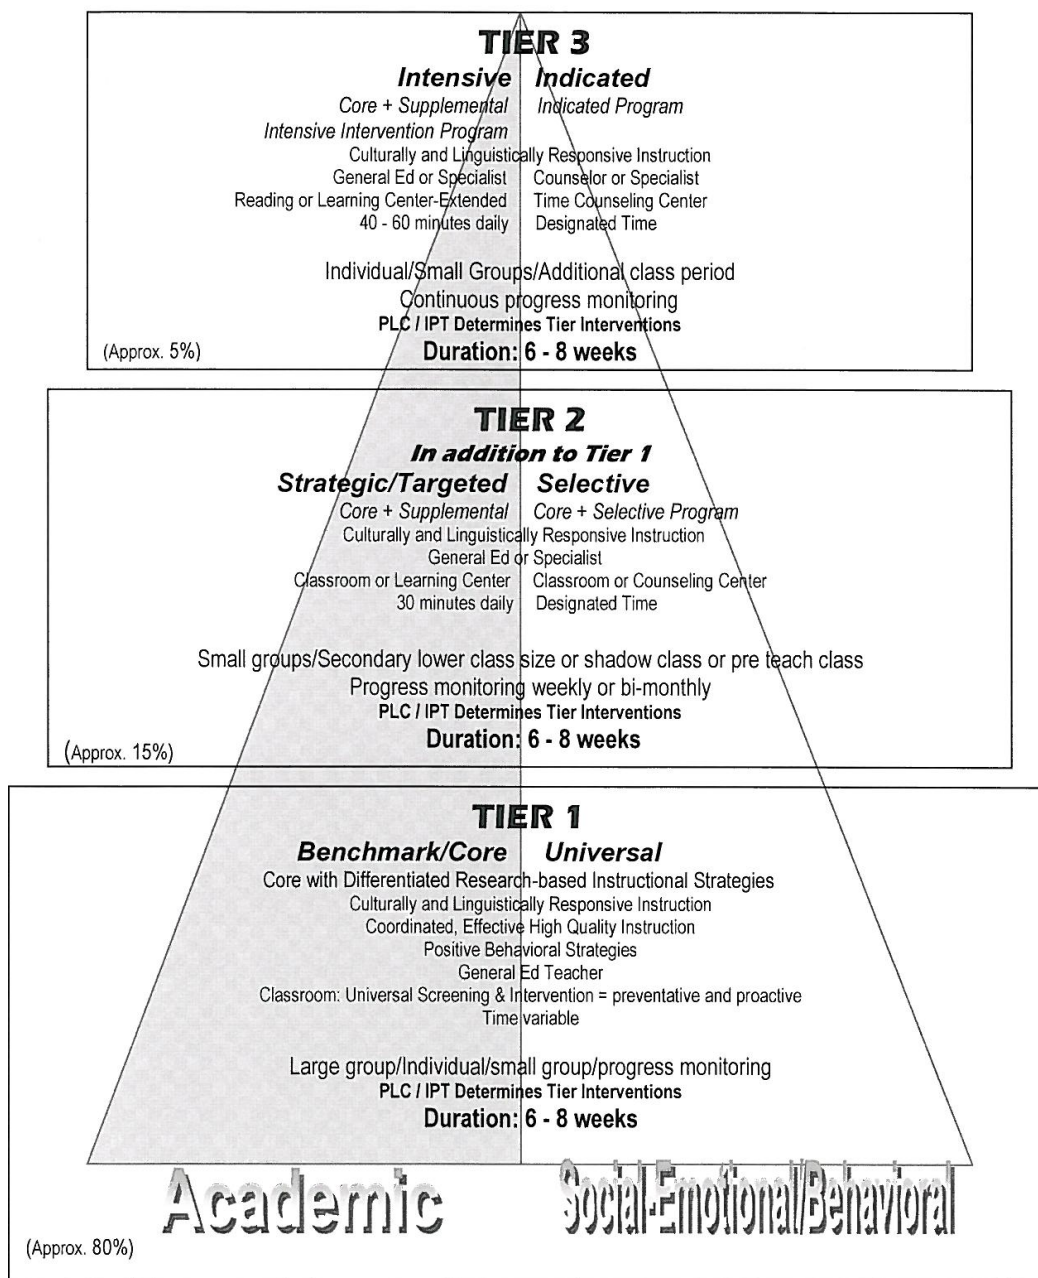 TIER 3
Intensive Indicated
Core + Supplemental Indicated Program
Intensive Intervention Program
Culturally and Linguistically Responsive Instruction
General Ed or Specialist Counselor or Specialist
Reading or Learning Center-Extended Time Counseling Center
40 - 60 minutes daily Designated Time
Individual/Small Groups/Additional class period
Continuous progress monitoring
PLC / IPT Determines Tier Interventions
Duration: 6 - 8 weeks
(Approx. 5%)
TIER 2
In addition to Tier 1
Strategic/Targeted Selective
Core + Supplemental Core + Selective Program
Culturally and Linguistically Responsive Instruction
General Ed or Specialist
Classroom or Learning Center Classroom or Counseling Center
30 minutes daily Designated Time
Small groups/Secondary lower class size or shadow class or pre teach class
Progress monitoring weekly or bi-monthly
PLC / IPT Determines Tier Interventions
Duration: 6 - 8 weeks
(Approx. 15%)
TIER 1
Benchmark/Core Universal
Core with Differentiated Research-based Instructional Strategies
Culturally and Linguistically Responsive Instruction
Coordinated, Effective High Quality Instruction
Positive Behavioral Strategies
General Ed Teacher
Classroom: Universal Screening & Intervention = preventative and proactive
Time variable
Large group/Individual/small group/progress monitoring
PLC / IPT Determines Tier Interventions
Duration: 6 - 8 weeks
Academic Social-Emotional/Behavioral
(Approx. 80%)